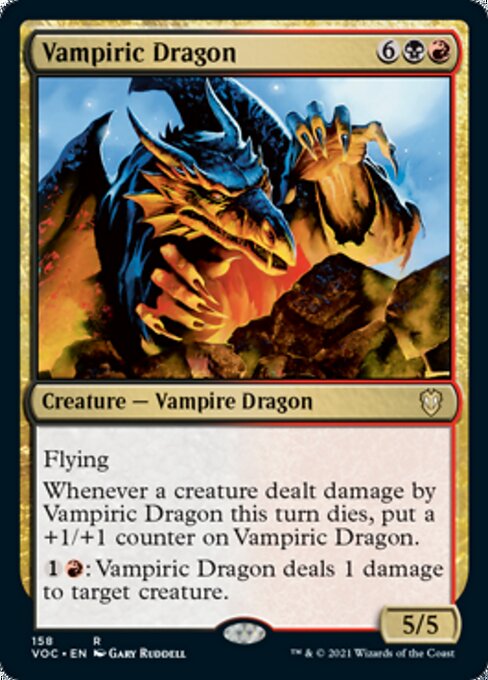 Vampiric Dragon 6
Creature — Vampire Dragon
Flying
Whenever a creature dealt damage by
Vampiric Dragon this turn dies, put a
+1/+1 counter on Vampiric Dragon.
1 : Vampiric Dragon deals 1 damage
to target creature.
5/5
158 R
VOC • EN Gary Ruddell
™ & © 2021 Wizards of the Coast